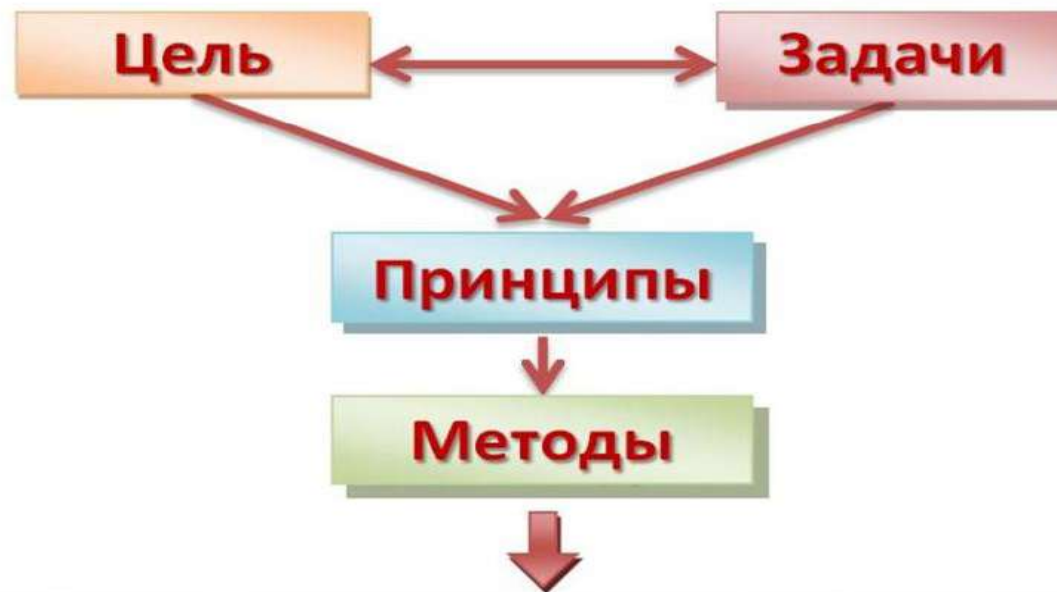 Цель
Задачи
Принципы
Методы